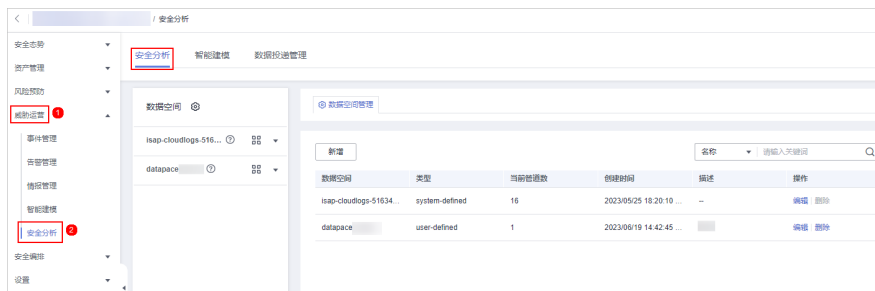 / 安全分析
安全态势
资产管理
风险预防
威胁运营 1
事件管理
告警管理
情报管理
智能建模
安全分析 2
安全编排
设置
安全分析 智能建模 数据投递管理
数据空间
isap-cloudlogs-516...
datapace
数据空间管理
新增 名称 请输入关键词
数据空间 类型 当前管道数 创建时间 描述 操作
isap-cloudlogs-51634... system-defined 16 2023/05/25 18:20:10 ... -- 编辑 删除
datapace user-defined 1 2023/06/19 14:42:45 ... 编辑 删除